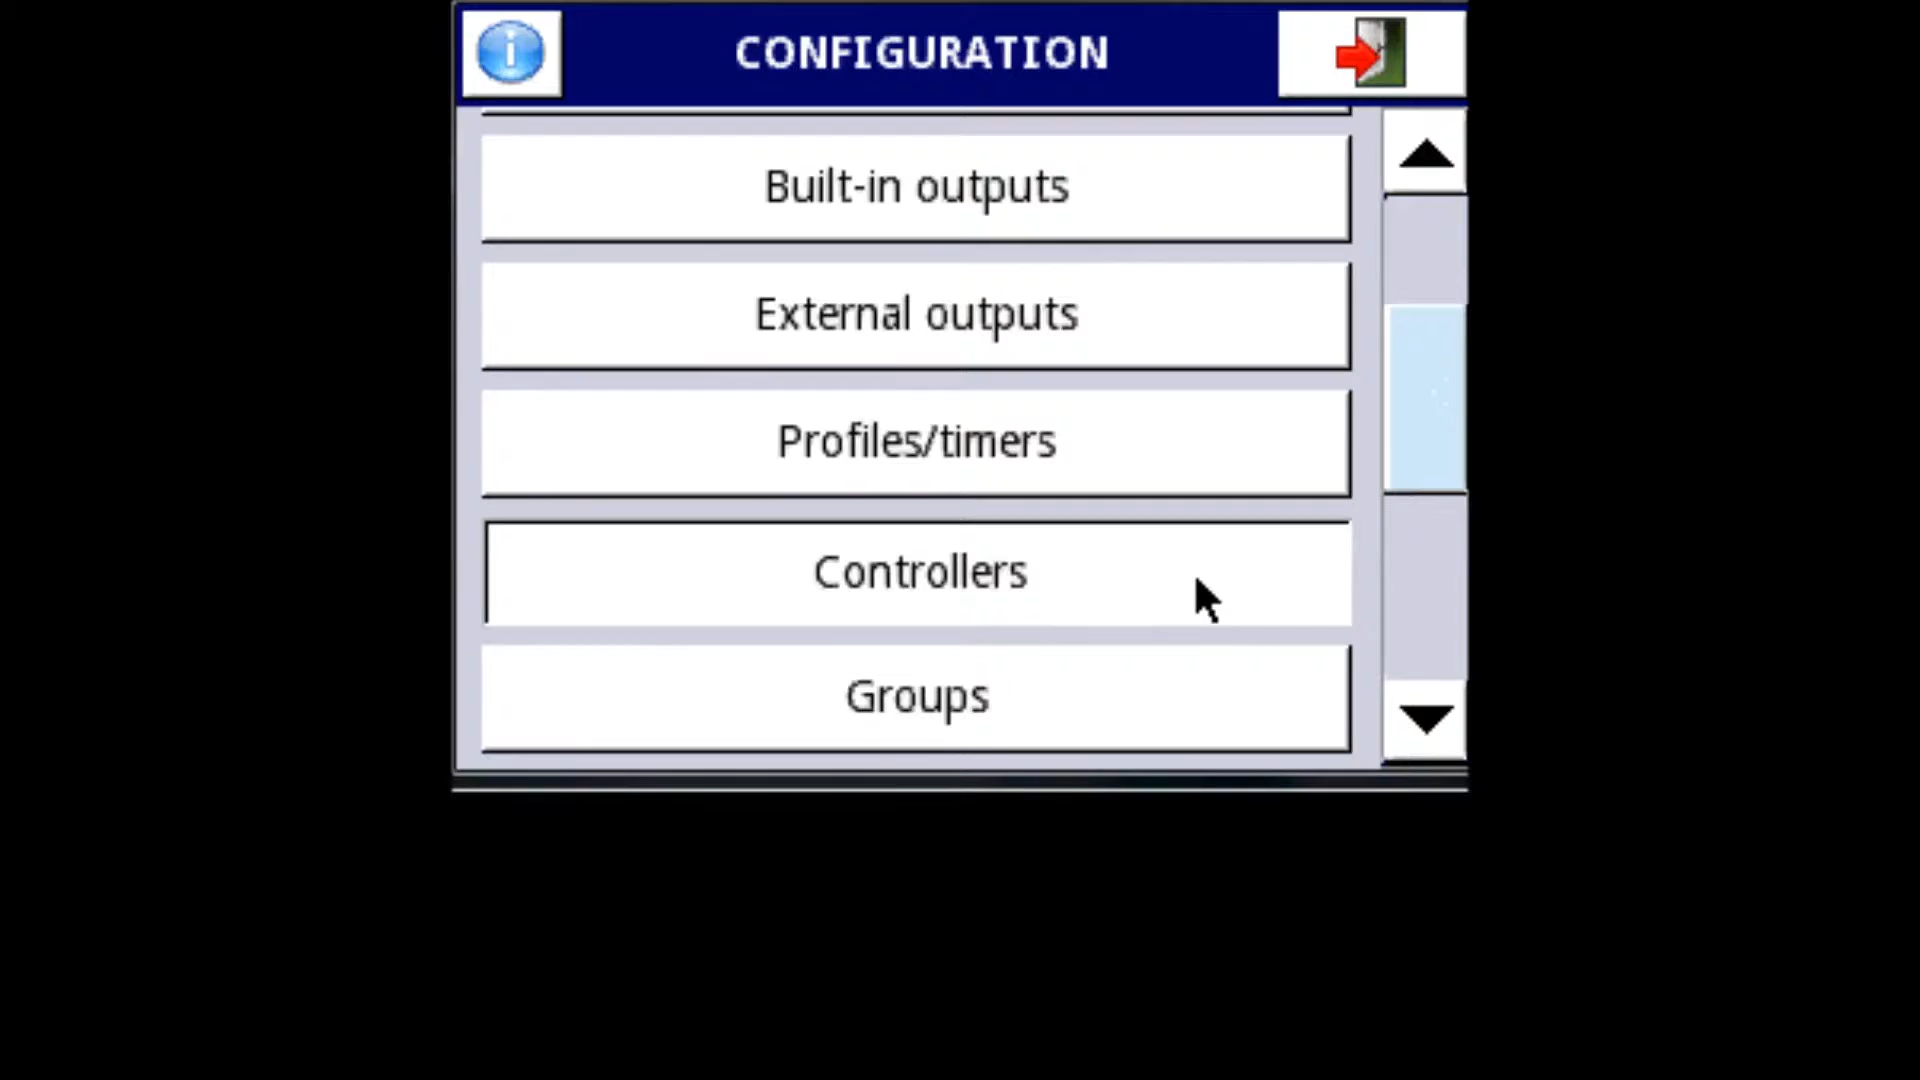 CONFIGURATION
Built-in outputs
External outputs
Profiles/timers
Controllers
Groups